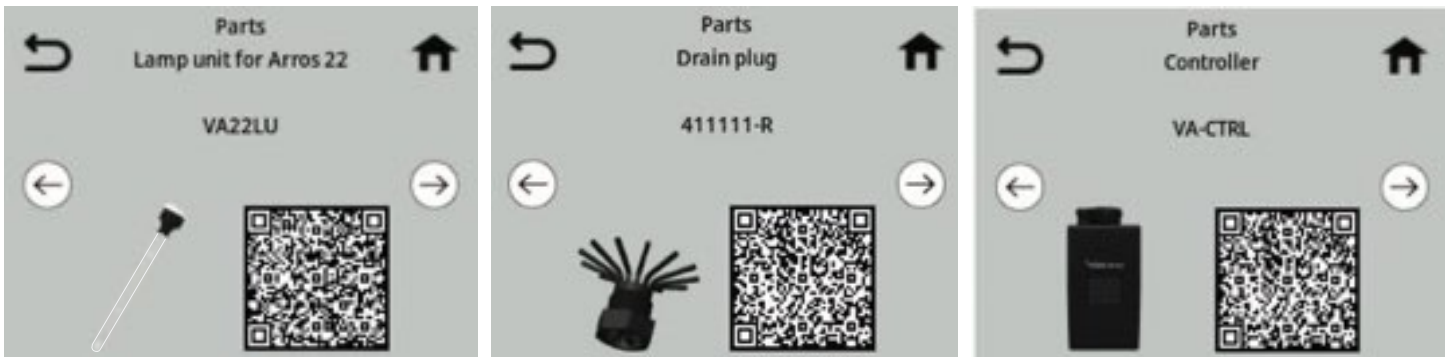 Parts
Lamp unit for Arros 22
VA22LU
Parts
Drain plug
411111-R
Parts
Controller
VA-CTRL